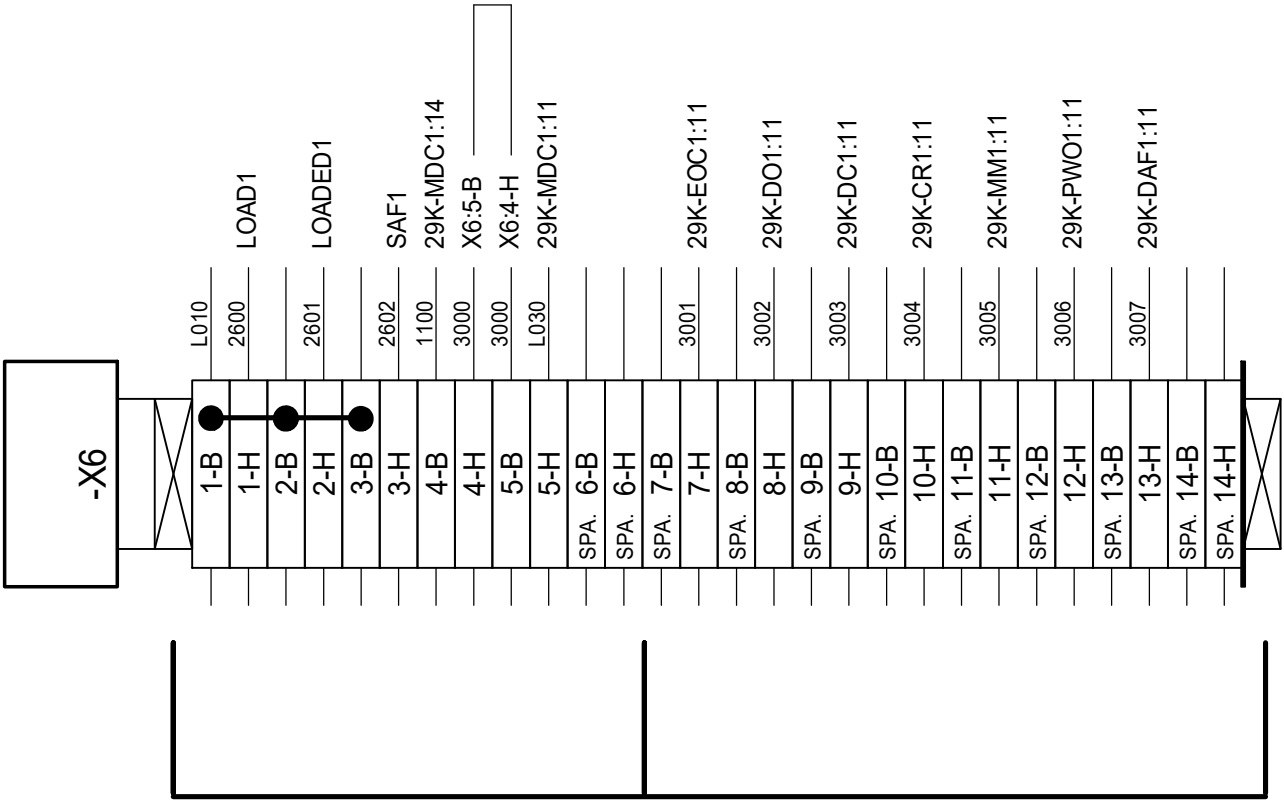 -X6
L010
2600
2601
2602
1100
3000
3000
L030
3001
3002
3003
3004
3005
3006
3007
LOAD1
LOADED1
SAF1
29K-MDC1:14
X6:5-B
X6:4-H
29K-MDC1:11
29K-EOC1:11
29K-DO1:11
29K-DC1:11
29K-CR1:11
29K-MM1:11
29K-PWO1:11
29K-DAF1:11
1-B
1-H
2-B
2-H
3-B
3-H
4-B
4-H
5-B
5-H
SPA. 6-B
SPA. 6-H
SPA. 7-B
7-H
SPA. 8-B
8-H
SPA. 9-B
9-H
SPA. 10-B
10-H
SPA. 11-B
11-H
SPA. 12-B
12-H
SPA. 13-B
13-H
SPA. 14-B
SPA. 14-H